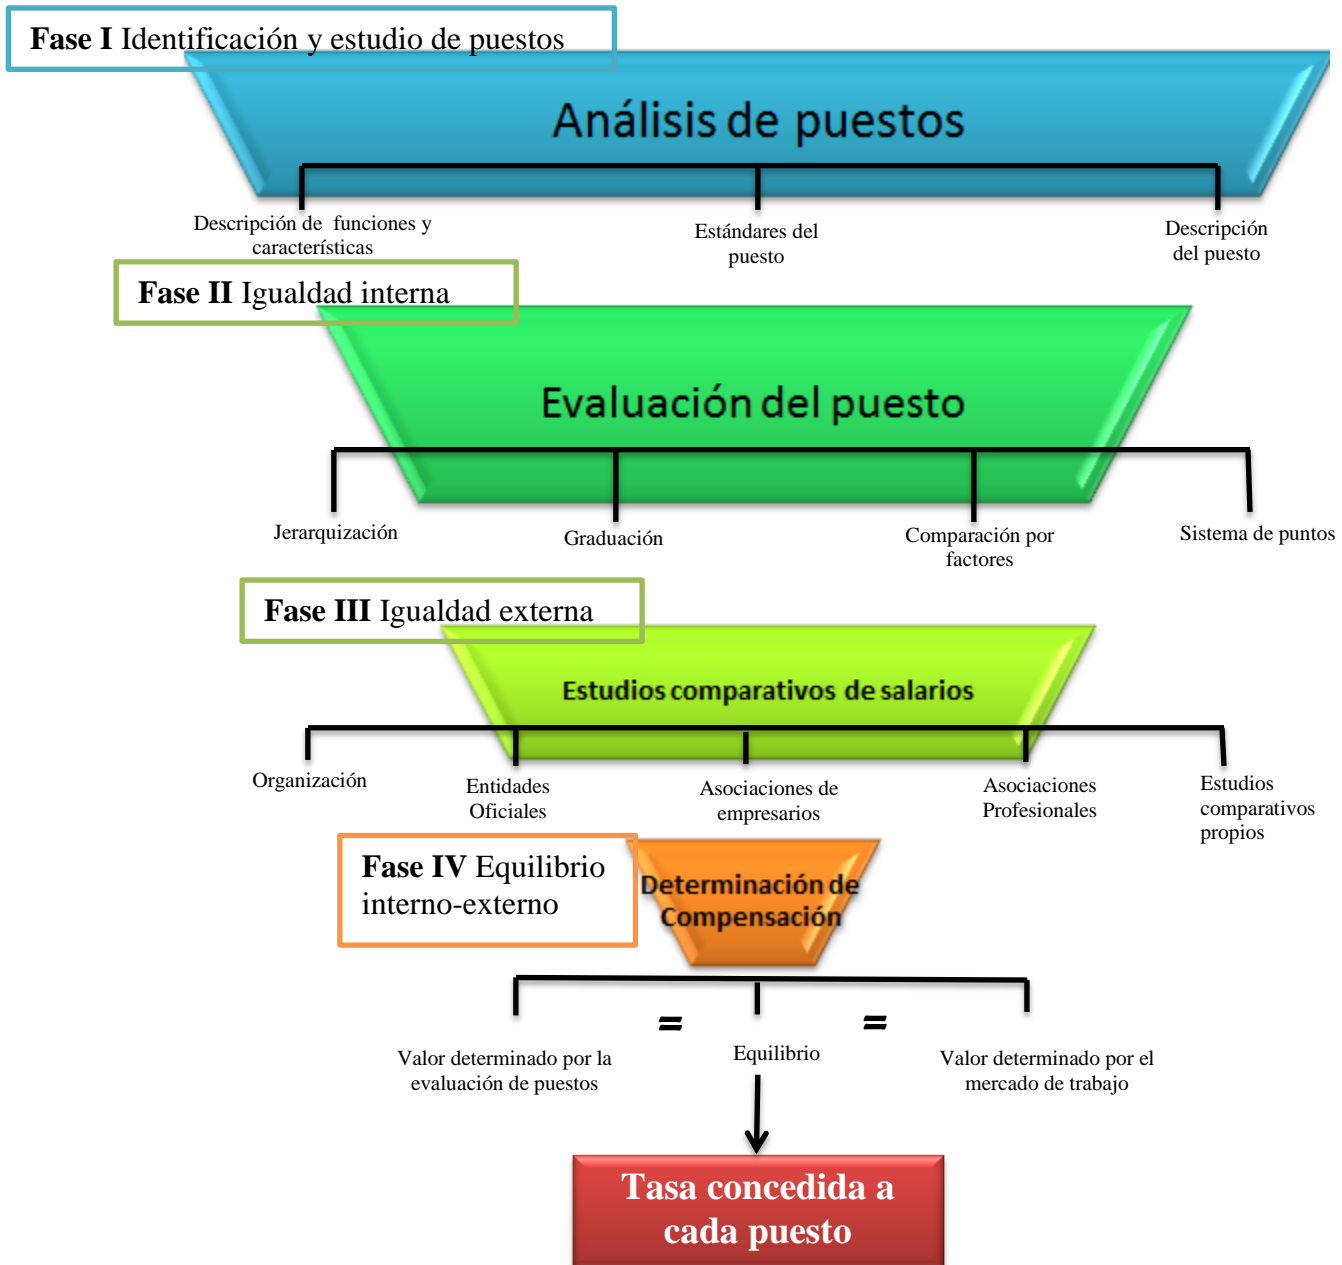 Fase I Identificación y estudio de puestos
Análisis de puestos
Descripción de funciones y
características
Estándares del
puesto
Descripción
del puesto
Fase II Igualdad interna
Evaluación del puesto
Jerarquización
Graduación
Comparación por
factores
Sistema de puntos
Fase III Igualdad externa
Estudios comparativos de salarios
Organización
Entidades
Oficiales
Asociaciones de
empresarios
Asociaciones
Profesionales
Estudios
comparativos
propios
Fase IV Equilibrio
interno-externo
Determinación de
Compensación
Valor determinado por la
evaluación de puestos
=
Equilibrio
=
Valor determinado por el
mercado de trabajo
Tasa concedida a
cada puesto